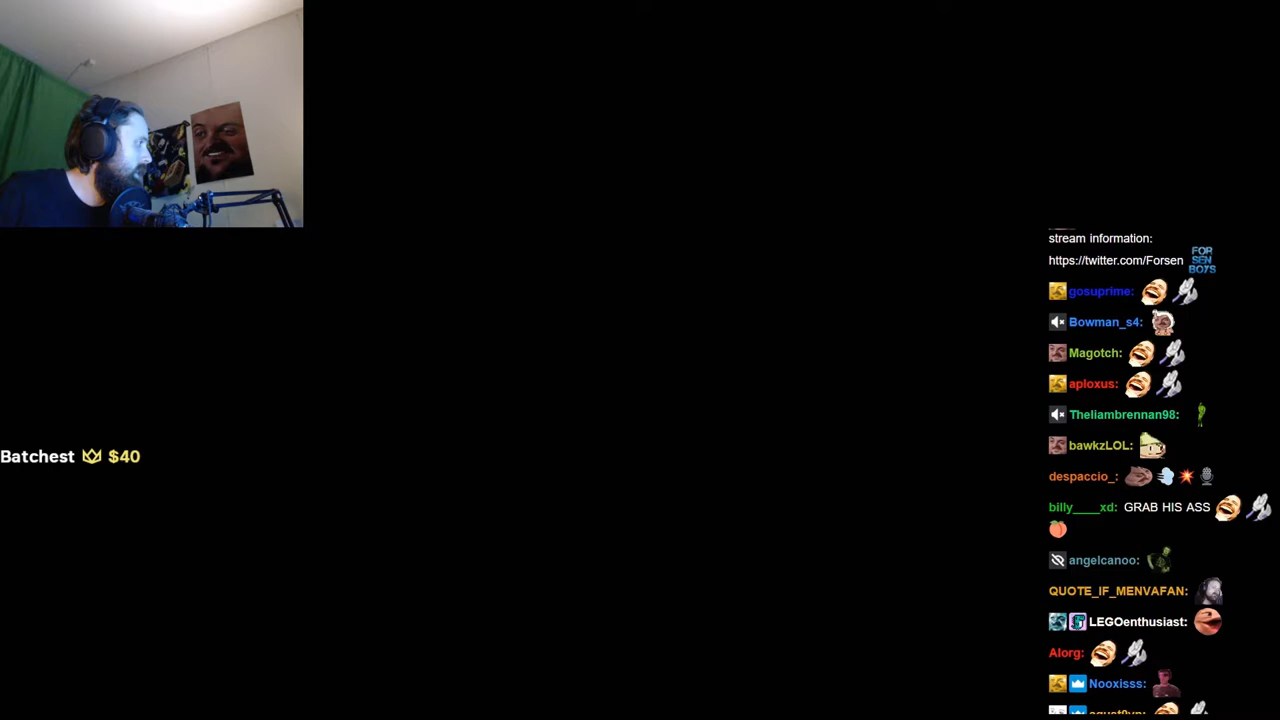 stream information:
https://twitter.com/Forsen FOR SEN BOYS
gosuprime:
Bowman_s4:
Magotch:
aploxus:
Theliambrennan98:
bawkzLOL:
Batchest $40
despaccio_:
billy____xd: GRAB HIS ASS
angelcanoo:
QUOTE_IF_MENVAFAN:
LEGOenthusiast:
Alorg:
Nooxisss: